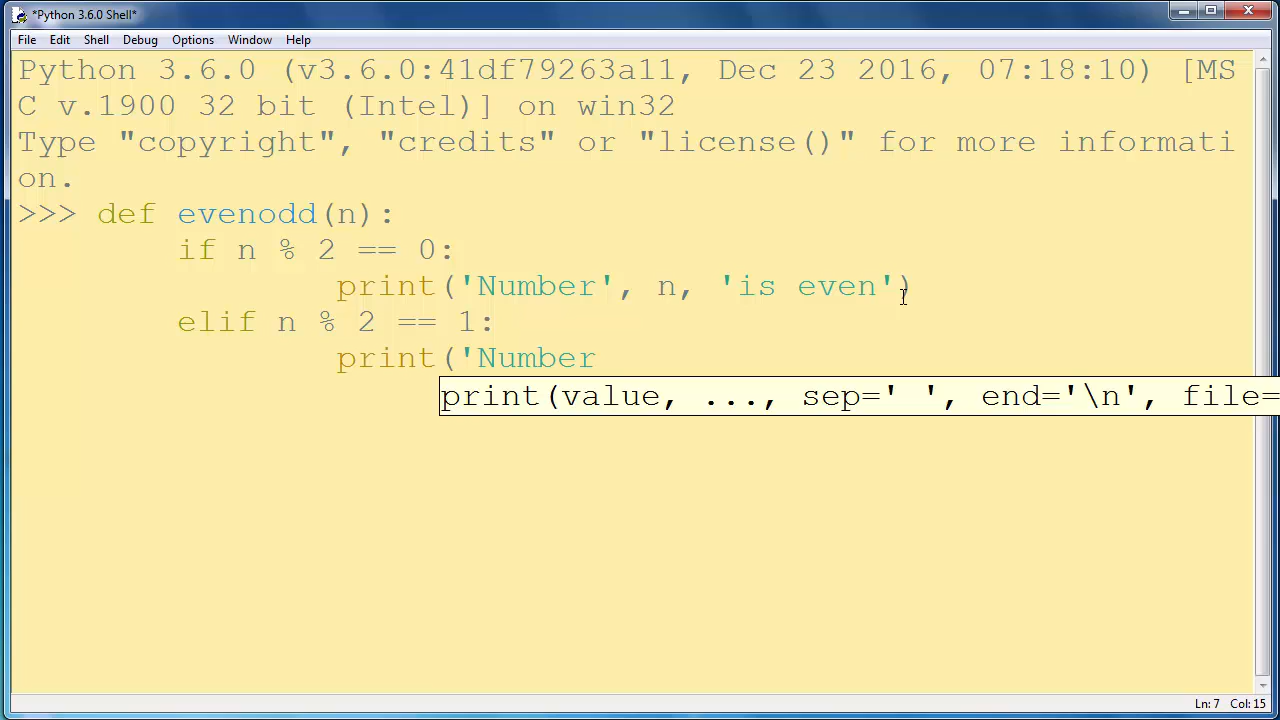 *Python 3.6.0 Shell*
File Edit Shell Debug Options Window Help
Python 3.6.0 (v3.6.0:41df79263a11, Dec 23 2016, 07:18:10) [MS
C v.1900 32 bit (Intel)] on win32
Type "copyright", "credits" or "license()" for more informati
on.
>>> def evenodd(n):
if n % 2 == 0:
print('Number', n, 'is even')
elif n % 2 == 1:
print('Number
print(value, ..., sep=' ', end='\n', file=
Ln: 7 Col: 15